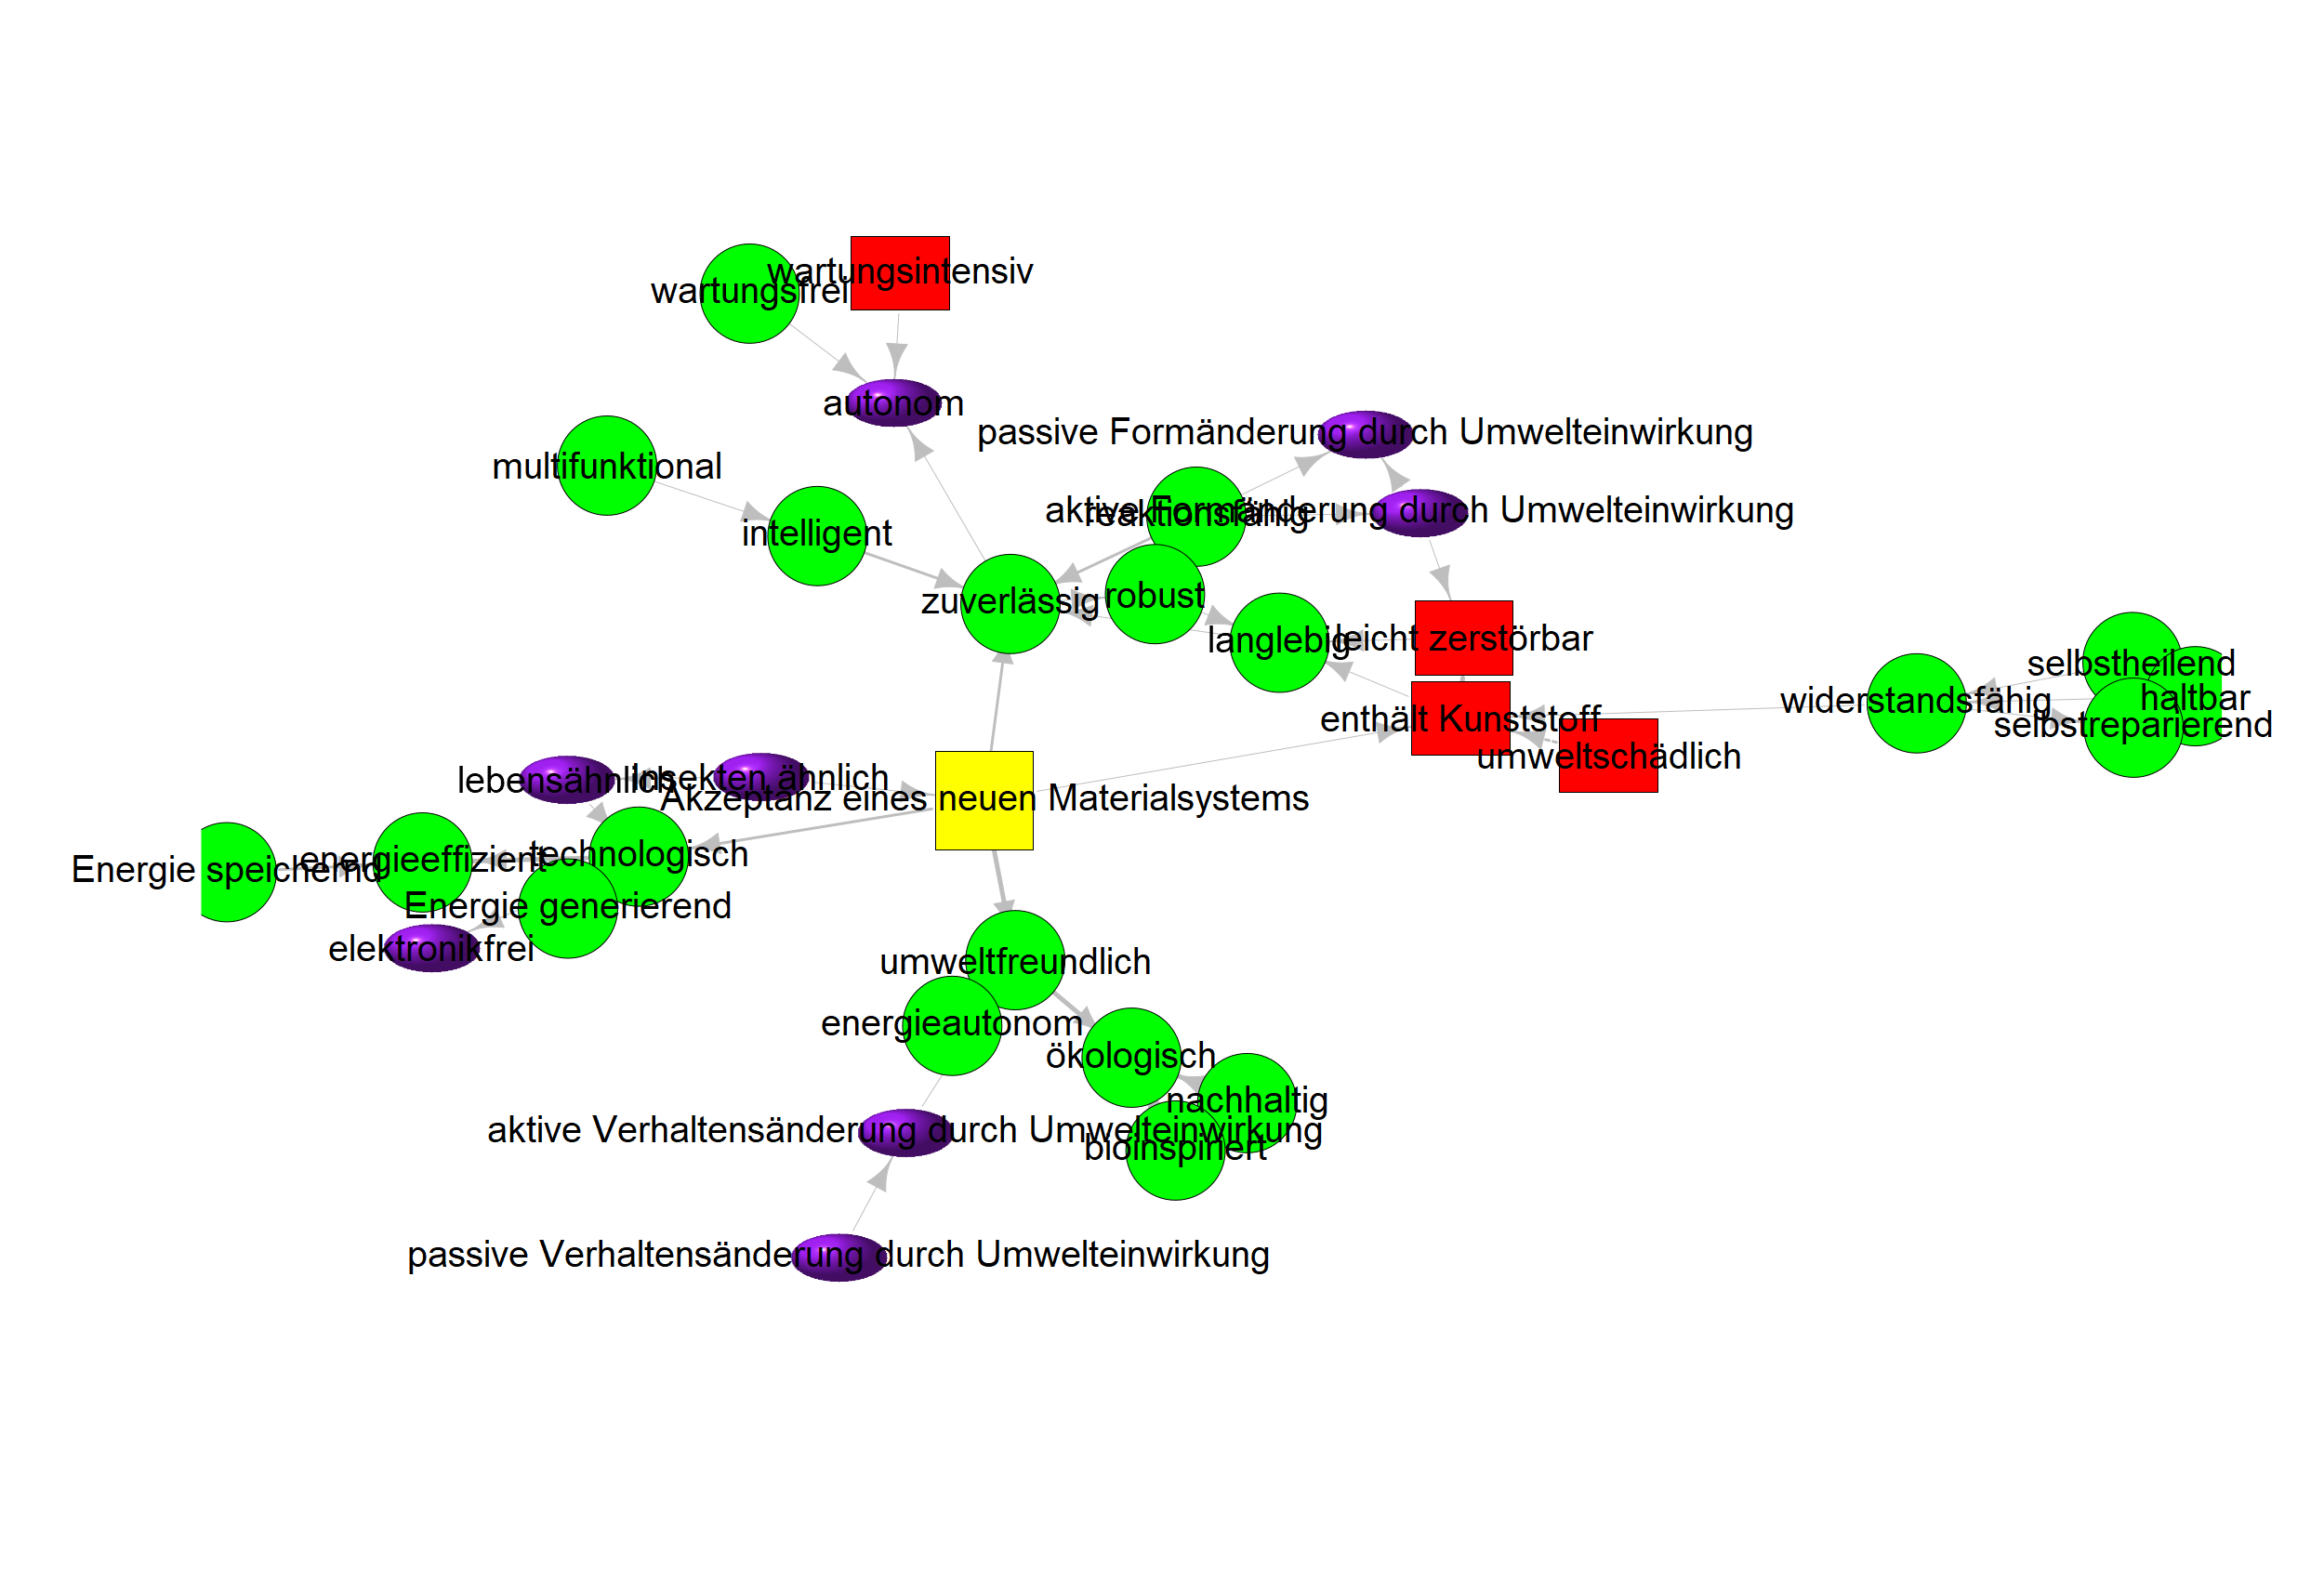 wartungsintensiv
wartungsfrei
autonom
passive Formänderung durch Umwelteinwirkung
multifunktional
aktive Formänderung durch Umwelteinwirkung
reaktionsfähig
intelligent
robust
zuverlässig
langlebig
leicht zerstörbar
selbstheilend
haltbar
widerstandsfähig
enthält Kunststoff
selbstreparierend
umweltschädlich
lebensähnlich
Insekten ähnlich
Akzeptanz eines neuen Materialsystems
technologisch
energieeffizient
Energie speichernd
Energie generierend
elektronikfrei
umweltfreundlich
energieautonom
ökologisch
nachhaltig
aktive Verhaltensänderung durch Umwelteinwirkung
bioinspiriert
passive Verhaltensänderung durch Umwelteinwirkung